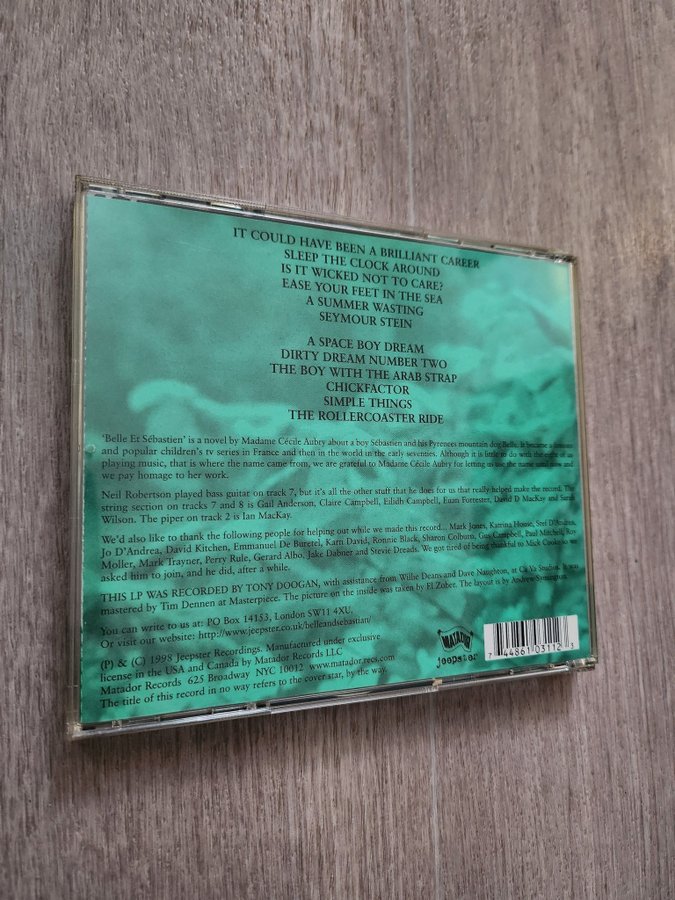 IT COULD HAVE BEEN A BRILLIANT CAREER
SLEEP THE CLOCK AROUND
IS IT WICKED NOT TO CARE?
EASE YOUR FEET IN THE SEA
A SUMMER WASTING
SEYMOUR STEIN
A SPACE BOY DREAM
DIRTY DREAM NUMBER TWO
THE BOY WITH THE ARAB STRAP
CHICKFACTOR
SIMPLE THINGS
THE ROLLERCOASTER RIDE
'Belle Et Sébastien' is a novel by Madame Cécile Aubry about a boy Sébastien and his Pyrenees mountain dog Belle. It became a famous
and popular children's tv series in France and then in the world in the early seventies. Although it is little to do with the eight of us
playing music, that is where the name came from, we are grateful to Madame Cécile Aubry for letting us use the name until now and
we pay homage to her work.
Neil Robertson played bass guitar on track 7, but it's all the other stuff that he does for us that really helped make the record. The
string section on tracks 7 and 8 is Gail Anderson, Claire Campbell, Eilidh Campbell, Euan Forrester, David D MacKay and Sarah
Wilson. The piper on track 2 is Ian MacKay.
We'd also like to thank the following people for helping out while we made this record... Mark Jones, Katrina House, Stef D'Andrea,
Jo D'Andrea, David Kitchen, Emmanuel De Buretel, Karn David, Ronnie Black, Sharon Colburn, Guy Campbell, Paul Mitchell, Roy
Moller, Mark Trayner, Perry Rule, Gerard Albo, Jake Dabner and Stevie Dreads. We got tired of being thankful to Mick Cooke so we
asked him to join, and he did, after a while.
THIS LP WAS RECORDED BY TONY DOOGAN, with assistance from Willie Deans and Dave Naughton, at Ca Va Studios. It was
mastered by Tim Dennen at Masterpiece. The picture on the inside was taken by El Zober. The layout is by Andrew Symington.
You can write to us at: PO Box 14153, London SW11 4XU.
Or visit our website: http://www.jeepster.co.uk/belleandsebastian/
(P) & (C) 1998 Jeepster Recordings. Manufactured under exclusive
license in the USA and Canada by Matador Records LLC
Matador Records 625 Broadway NYC 10012 www.matador.recs.com
The title of this record in no way refers to the cover star, by the way.
MATADOR
jeepster
7 44861 03112 3